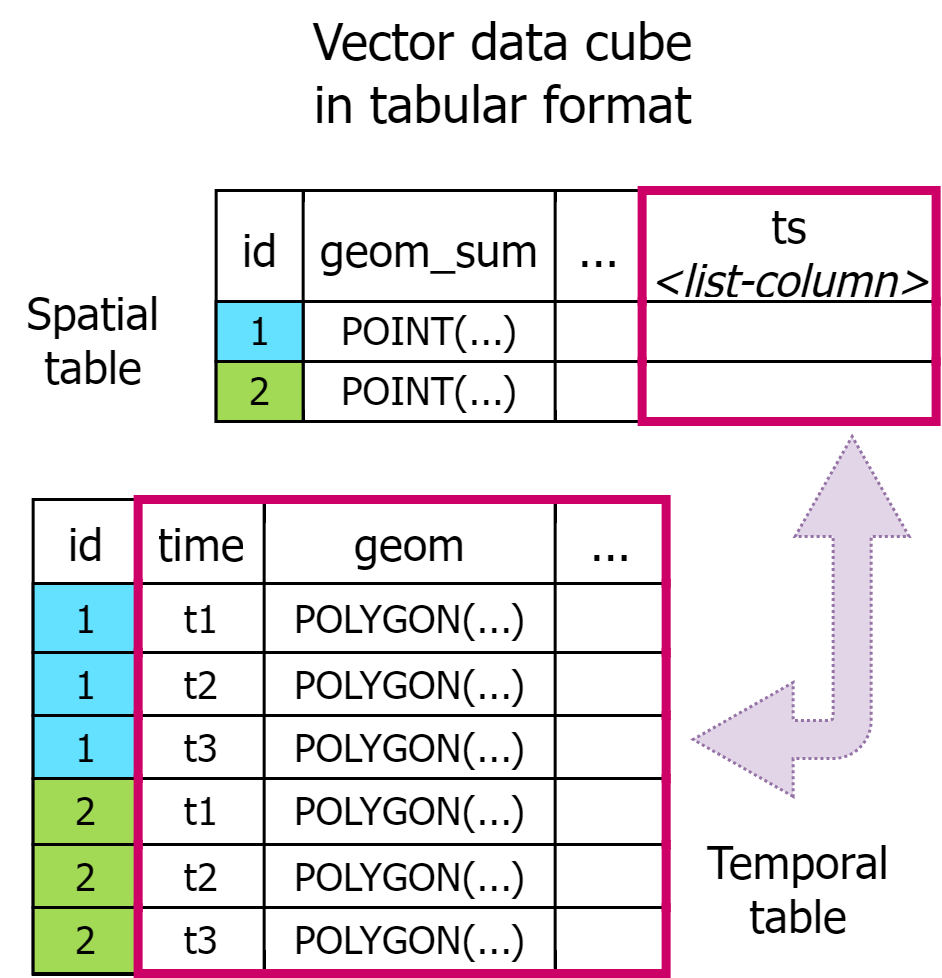 Vector data cube
in tabular format
Spatial
table
id geom_sum ... ts
<list-column>
1 POINT(...)
2 POINT(...)
id time geom ...
1 t1 POLYGON(...)
1 t2 POLYGON(...)
1 t3 POLYGON(...)
2 t1 POLYGON(...)
2 t2 POLYGON(...)
2 t3 POLYGON(...)
Temporal
table